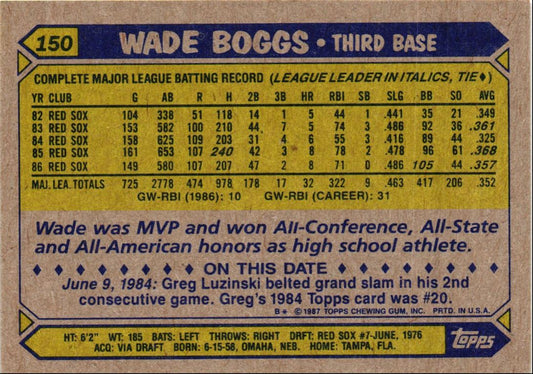 150 WADE BOGGS • THIRD BASE
COMPLETE MAJOR LEAGUE BATTING RECORD (LEAGUE LEADER IN ITALICS, TIE♦)
YR CLUB G AB R H 2B 3B HR RBI SB SLG BB SO AVG
82 RED SOX 104 338 51 118 14 1 5 44 1 .441 35 21 .349
83 RED SOX 153 582 100 210 44 7 5 74 3 .486 92 36 .361
84 RED SOX 158 625 109 203 31 4 6 55 3 .416 89 44 .325
85 RED SOX 161 653 107 240 42 3 8 78 2 .478 96 61 .368
86 RED SOX 149 580 107 207 47 2 8 71 0 .486 105 44 .357
MAJ. LEA. TOTALS 725 2778 474 978 178 17 32 322 9 .463 417 206 .352
GW-RBI (1986): 10 GW-RBI (CAREER): 31
Wade was MVP and won All-Conference, All-State
and All-American honors as high school athlete.
♦ ♦ ♦ ♦ ♦ ♦ ♦ ♦ ON THIS DATE ♦ ♦ ♦ ♦ ♦ ♦ ♦ ♦
June 9, 1984: Greg Luzinski belted grand slam in his 2nd
consecutive game. Greg's 1984 Topps card was #20.
B★ ©1987 TOPPS CHEWING GUM, INC. PRTD. IN U.S.A.
HT: 6'2" WT: 185 BATS: LEFT THROWS: RIGHT DRFT: RED SOX #7-JUNE, 1976
ACQ: VIA DRAFT BORN: 6-15-58, OMAHA, NEB. HOME: TAMPA, FLA.
TOPPS